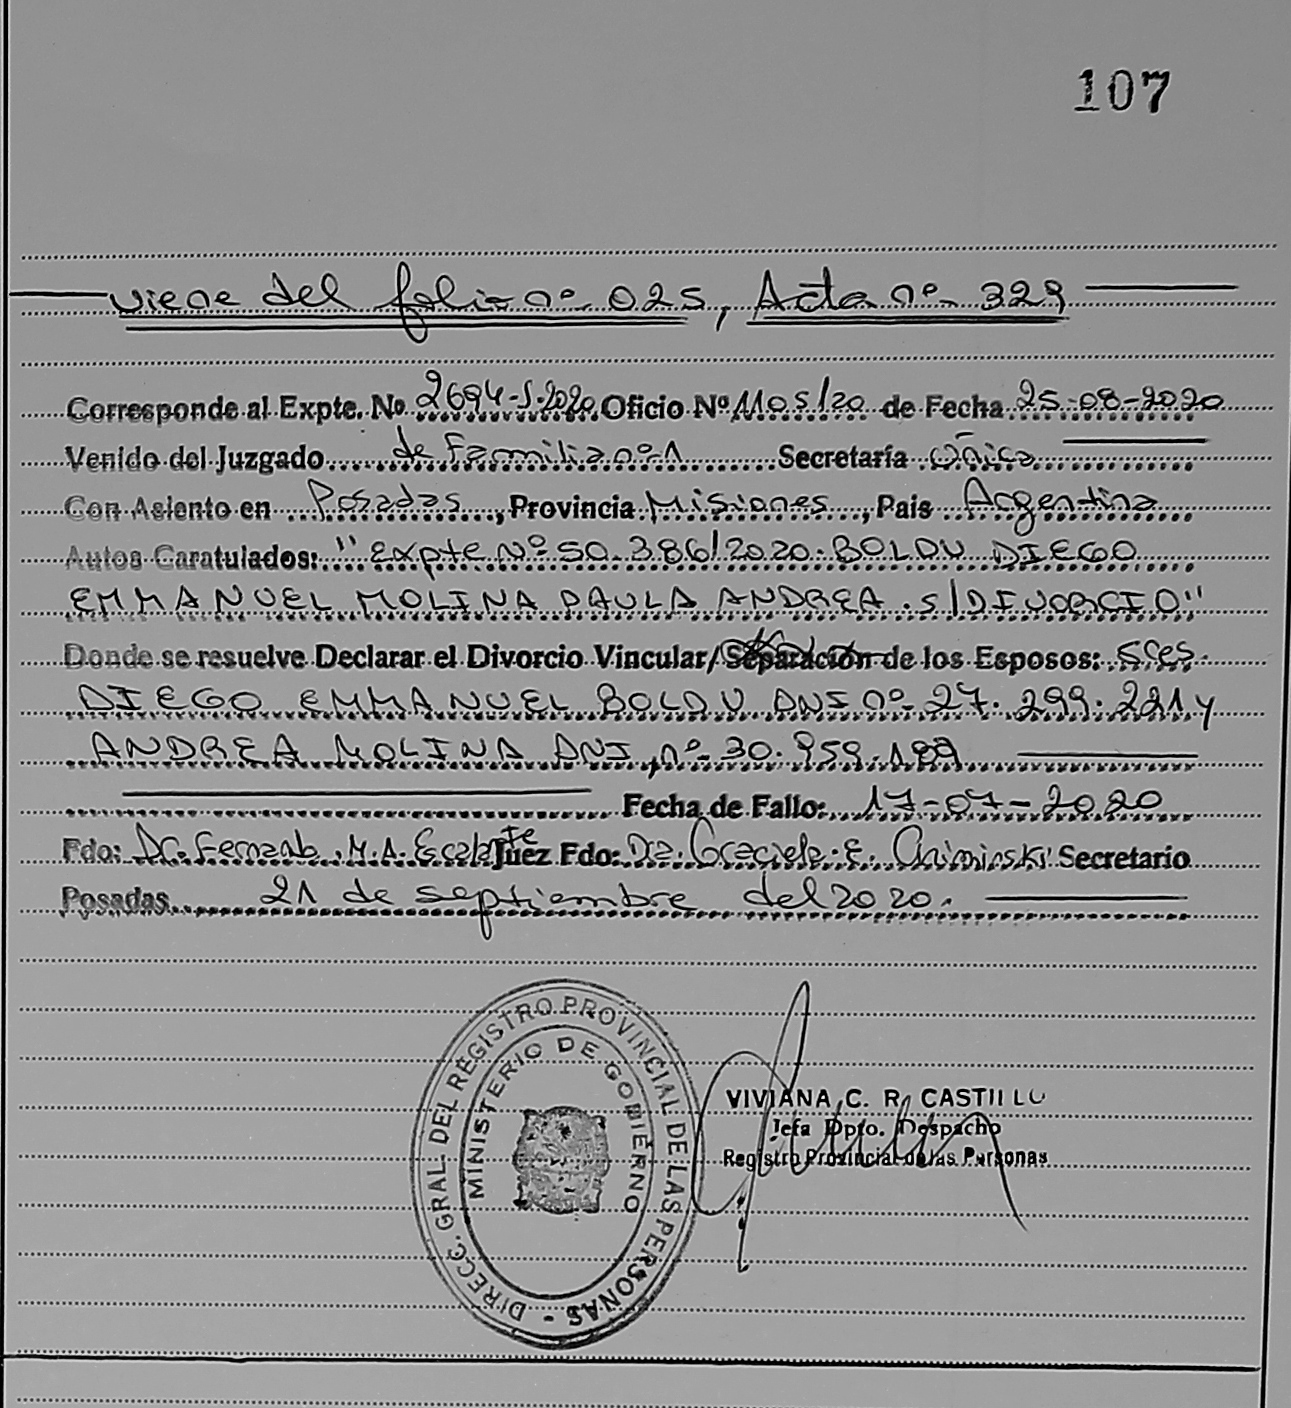 107
viene del folio nº 025, Acta nº 329
Corresponde al Expte. Nº 2694-S-2020 Oficio Nº 1105/20 de Fecha 25-08-2020
Venido del Juzgado de Familia nº 1 Secretaría única
Con Asiento en Posadas, Provincia Misiones, Pais Argentina
Autos Caratulados: "Expte Nº 50.386/2020.BOLDU DIEGO
EMMANUEL MOLINA PAULA ANDREA.S/DIVORCIO"
Donde se resuelve Declarar el Divorcio Vincular/Separación de los Esposos: Sres.
DIEGO EMMANUEL BOLDU DNI nº 27.299.221 y
ANDREA MOLINA DNI, nº 30.959.189
Fecha de Fallo: 17-07-2020
Fdo: Dr. Fernando M.A. Escalante Juez Fdo: Dra. Graciela E. Secretario
Posadas 21 de septiembre del 2020.
DIRECC. GRAL. DEL REGISTRO PROVINCIAL DE LAS PERSONAS -
MINISTERIO DE GOBIERNO
VIVIANA C. R. CASTILLO
Jefa Dpto. Despacho
Registro Provincial de las Personas